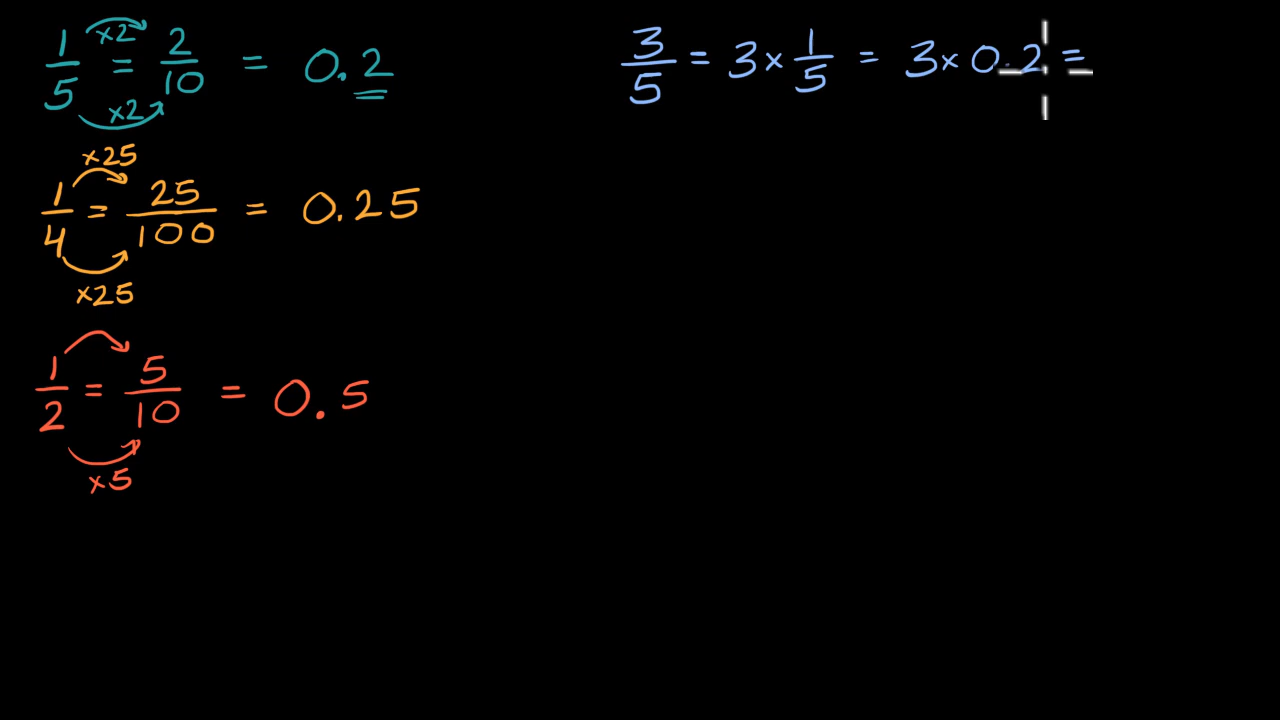 1/5 = 2/10 = 0.2
×2
×2
×25
1/4 = 25/100 = 0.25
×25
1/2 = 5/10 = 0.5
×5
3/5 = 3 × 1/5 = 3 × 0.2 =